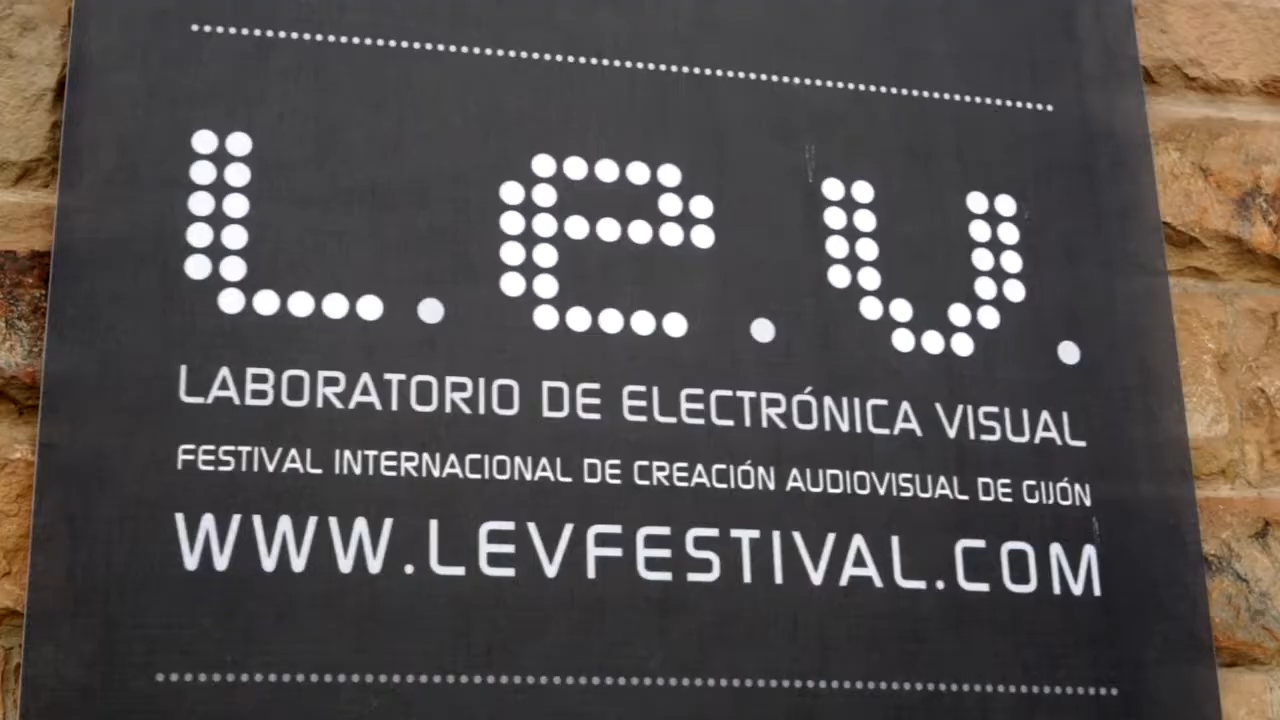 L.e.v.
LABORATORIO DE ELECTRÓNICA VISUAL
FESTIVAL INTERNACIONAL DE CREACIÓN AUDIOVISUAL DE GIJÓN
WWW.LEVFESTIVAL.COM